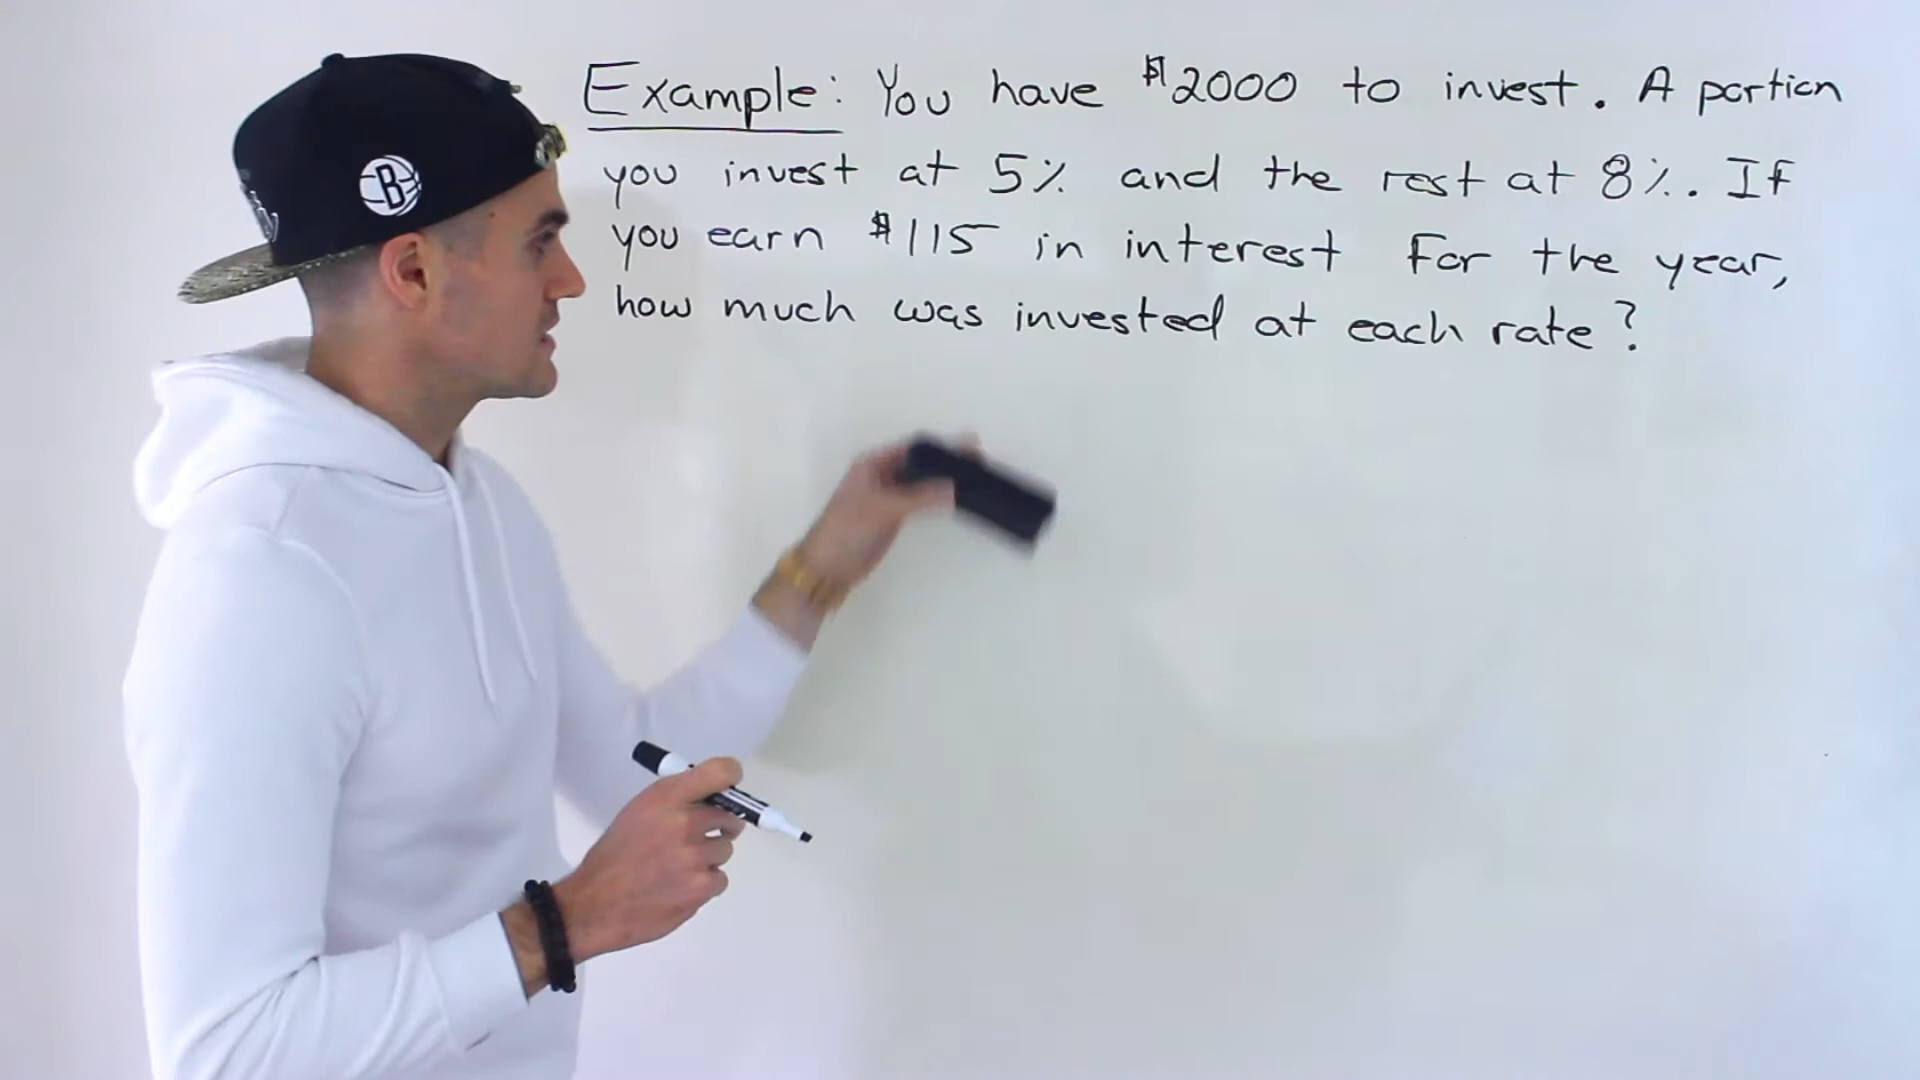 Example: You have $2000 to invest. A portion
you invest at 5% and the rest at 8%. If
you earn $115 in interest for the year,
how much was invested at each rate?
B